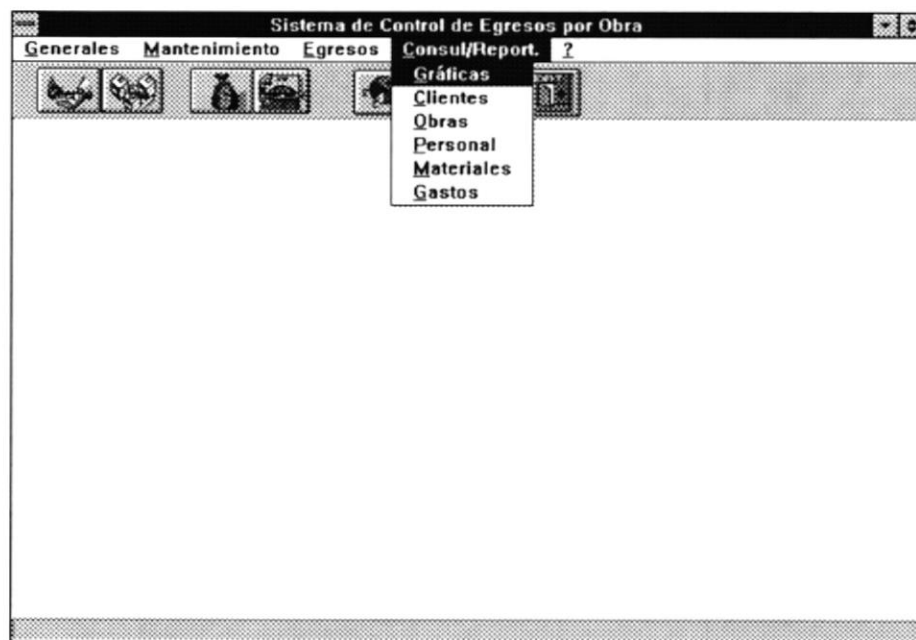 Sistema de Control de Egresos por Obra
Generales Mantenimiento Egresos Consul/Report. ?
Gráficas
Clientes
Obras
Personal
Materiales
Gastos